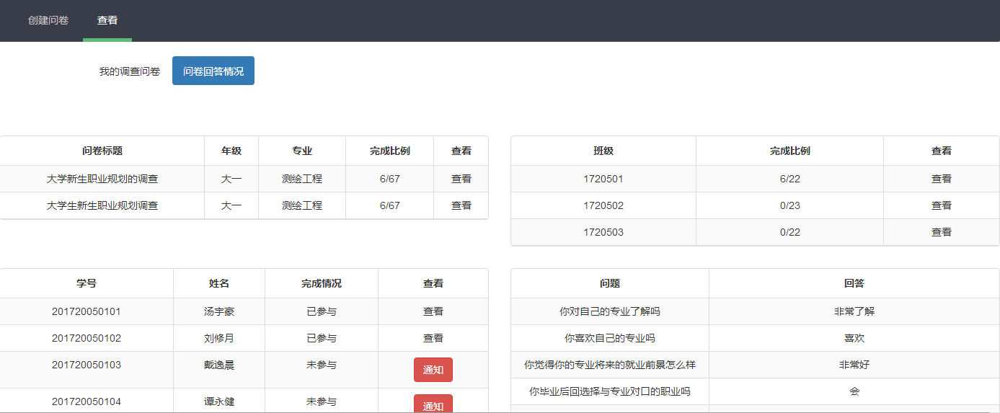 创建问卷 查看
我的调查问卷 问卷回答情况
问卷标题 年级 专业 完成比例 查看
大学新生职业规划的调查 大一 测绘工程 6/67 查看
大学生新生职业规划调查 大一 测绘工程 6/67 查看
班级 完成比例 查看
1720501 6/22 查看
1720502 0/23 查看
1720503 0/22 查看
学号 姓名 完成情况 查看
201720050101 汤宇豪 已参与 查看
201720050102 刘修月 已参与 查看
201720050103 戴逸晨 未参与 通知
201720050104 谭永健 未参与 通知
问题 回答
你对自己的专业了解吗 非常了解
你喜欢自己的专业吗 喜欢
你觉得你的专业将来的就业前景怎么样 非常好
你毕业后回选择与专业对口的职业吗 会